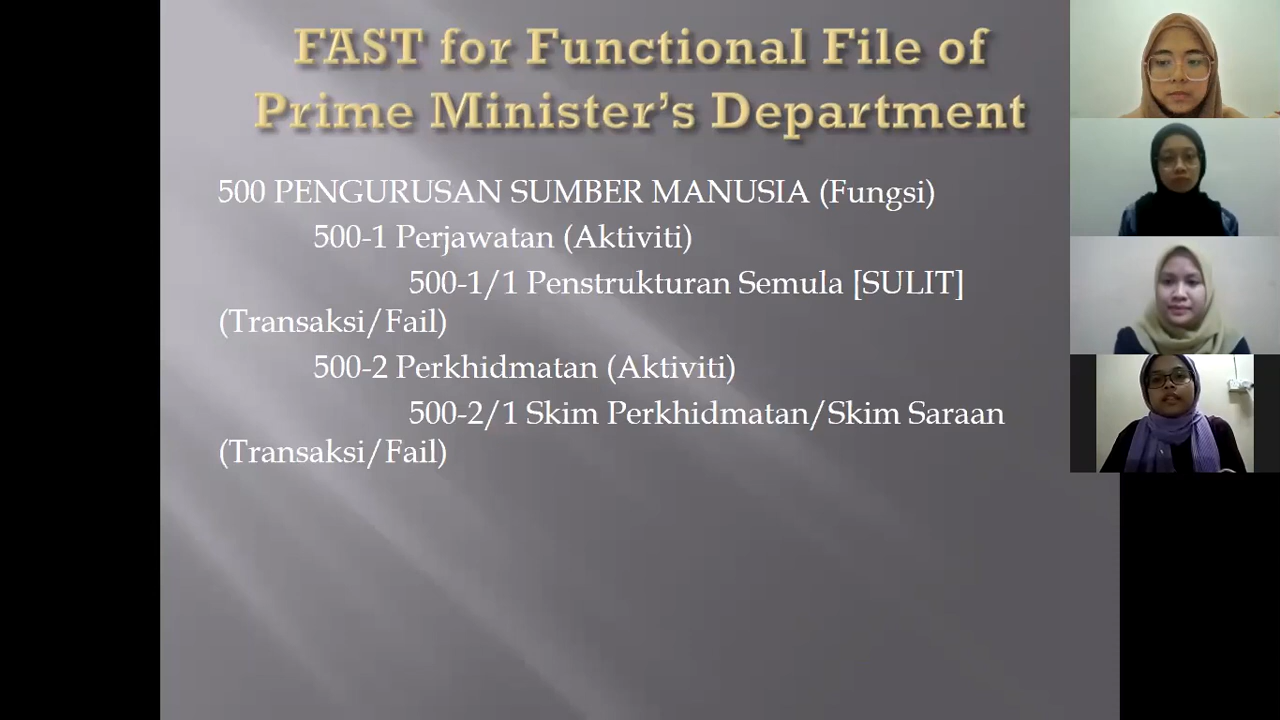 FAST for Functional File of
Prime Minister's Department
500 PENGURUSAN SUMBER MANUSIA (Fungsi)
500-1 Perjawatan (Aktiviti)
500-1/1 Penstrukturan Semula [SULIT]
(Transaksi/Fail)
500-2 Perkhidmatan (Aktiviti)
500-2/1 Skim Perkhidmatan/Skim Saraan
(Transaksi/Fail)